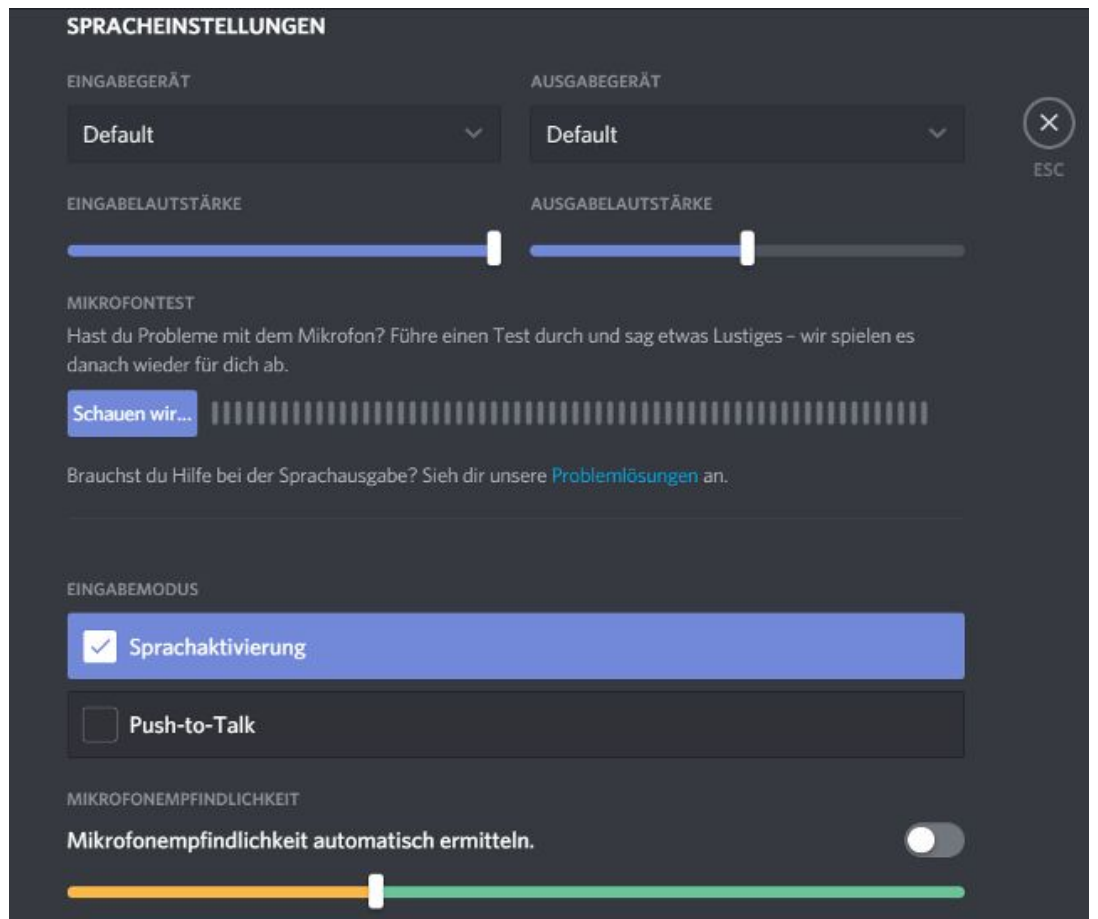 SPRACHEINSTELLUNGEN
EINGABEGERÄT
AUSGABEGERÄT
Default
Default
ESC
EINGABELAUTSTÄRKE
AUSGABELAUTSTÄRKE
MIKROFONTEST
Hast du Probleme mit dem Mikrofon? Führe einen Test durch und sag etwas Lustiges – wir spielen es
danach wieder für dich ab.
Schauen wir...
Brauchst du Hilfe bei der Sprachausgabe? Sieh dir unsere Problemlösungen an.
EINGABEMODUS
Sprachaktivierung
Push-to-Talk
MIKROFONEMPFINDLICHKEIT
Mikrofonempfindlichkeit automatisch ermitteln.